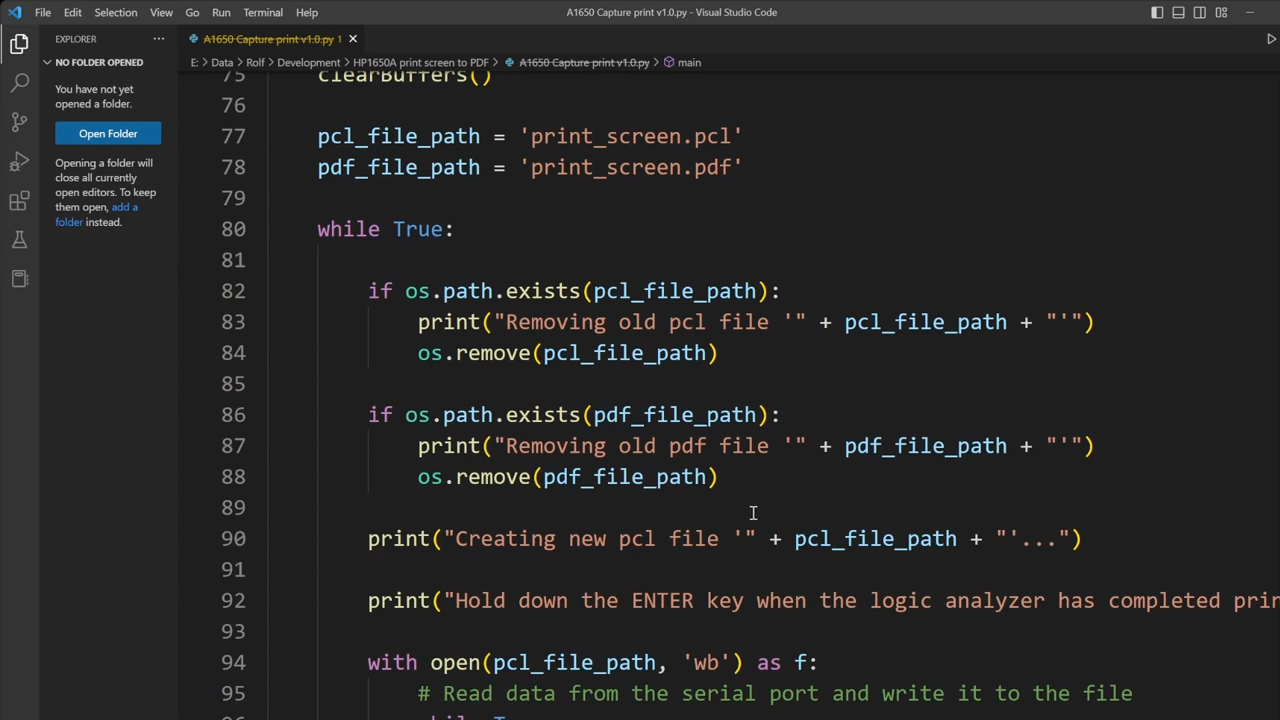 File Edit Selection View Go Run Terminal Help A1650 Capture print v1.0.py - Visual Studio Code
EXPLORER
A1650 Capture print v1.0.py 1
NO FOLDER OPENED
E: > Data > Rolf > Development > HP1650A print screen to PDF > A1650 Capture print v1.0.py > main
You have not yet
opened a folder.
Open Folder
Opening a folder will
close all currently
open editors. To keep
them open, add a
folder instead.
75 clearBuffers()
76
77 pcl_file_path = 'print_screen.pcl'
78 pdf_file_path = 'print_screen.pdf'
79
80 while True:
81
82 if os.path.exists(pcl_file_path):
83 print("Removing old pcl file '" + pcl_file_path + "'")
84 os.remove(pcl_file_path)
85
86 if os.path.exists(pdf_file_path):
87 print("Removing old pdf file '" + pdf_file_path + "'")
88 os.remove(pdf_file_path)
89
90 print("Creating new pcl file '" + pcl_file_path + "'...")
91
92 print("Hold down the ENTER key when the logic analyzer has completed prin
93
94 with open(pcl_file_path, 'wb') as f:
95 # Read data from the serial port and write it to the file